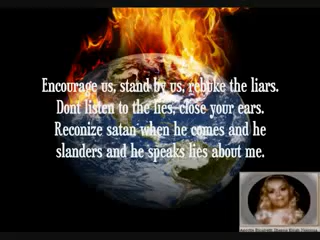 Encourage us, stand by us, rebuke the liars.
Dont listen to the lies, close your ears.
Reconize satan when he comes and he
slanders and he speaks lies about me.